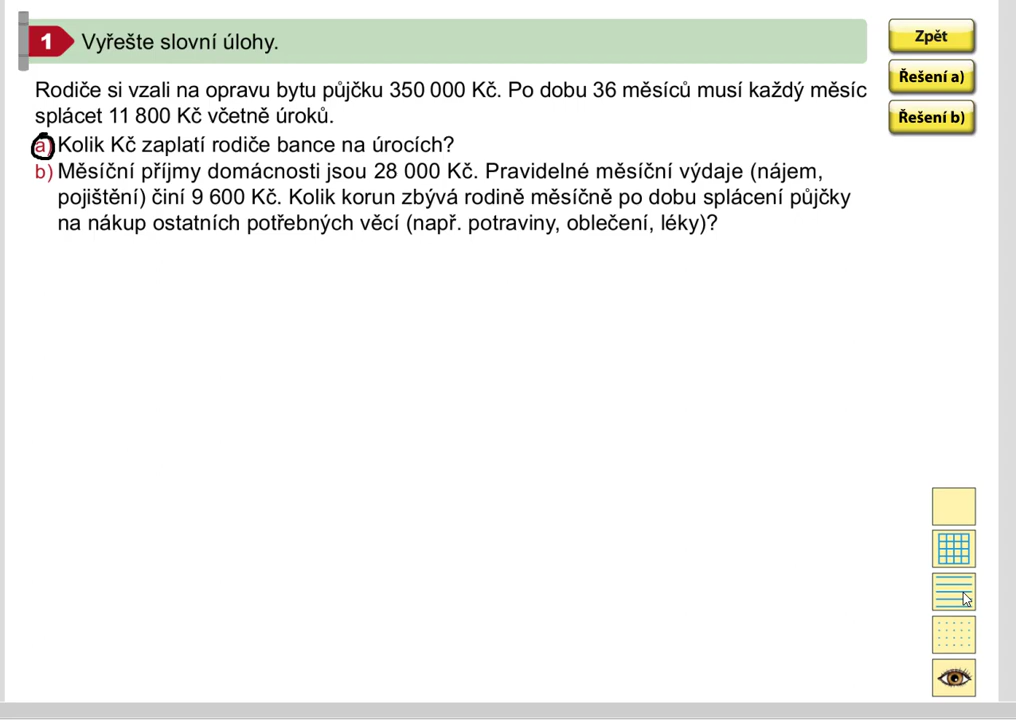 1 Vyřešte slovní úlohy.
Zpět
Řešení a)
Řešení b)
Rodiče si vzali na opravu bytu půjčku 350 000 Kč. Po dobu 36 měsíců musí každý měsíc
splácet 11 800 Kč včetně úroků.
a) Kolik Kč zaplatí rodiče bance na úrocích?
b) Měsíční příjmy domácnosti jsou 28 000 Kč. Pravidelné měsíční výdaje (nájem,
pojištění) činí 9 600 Kč. Kolik korun zbývá rodině měsíčně po dobu splácení půjčky
na nákup ostatních potřebných věcí (např. potraviny, oblečení, léky)?